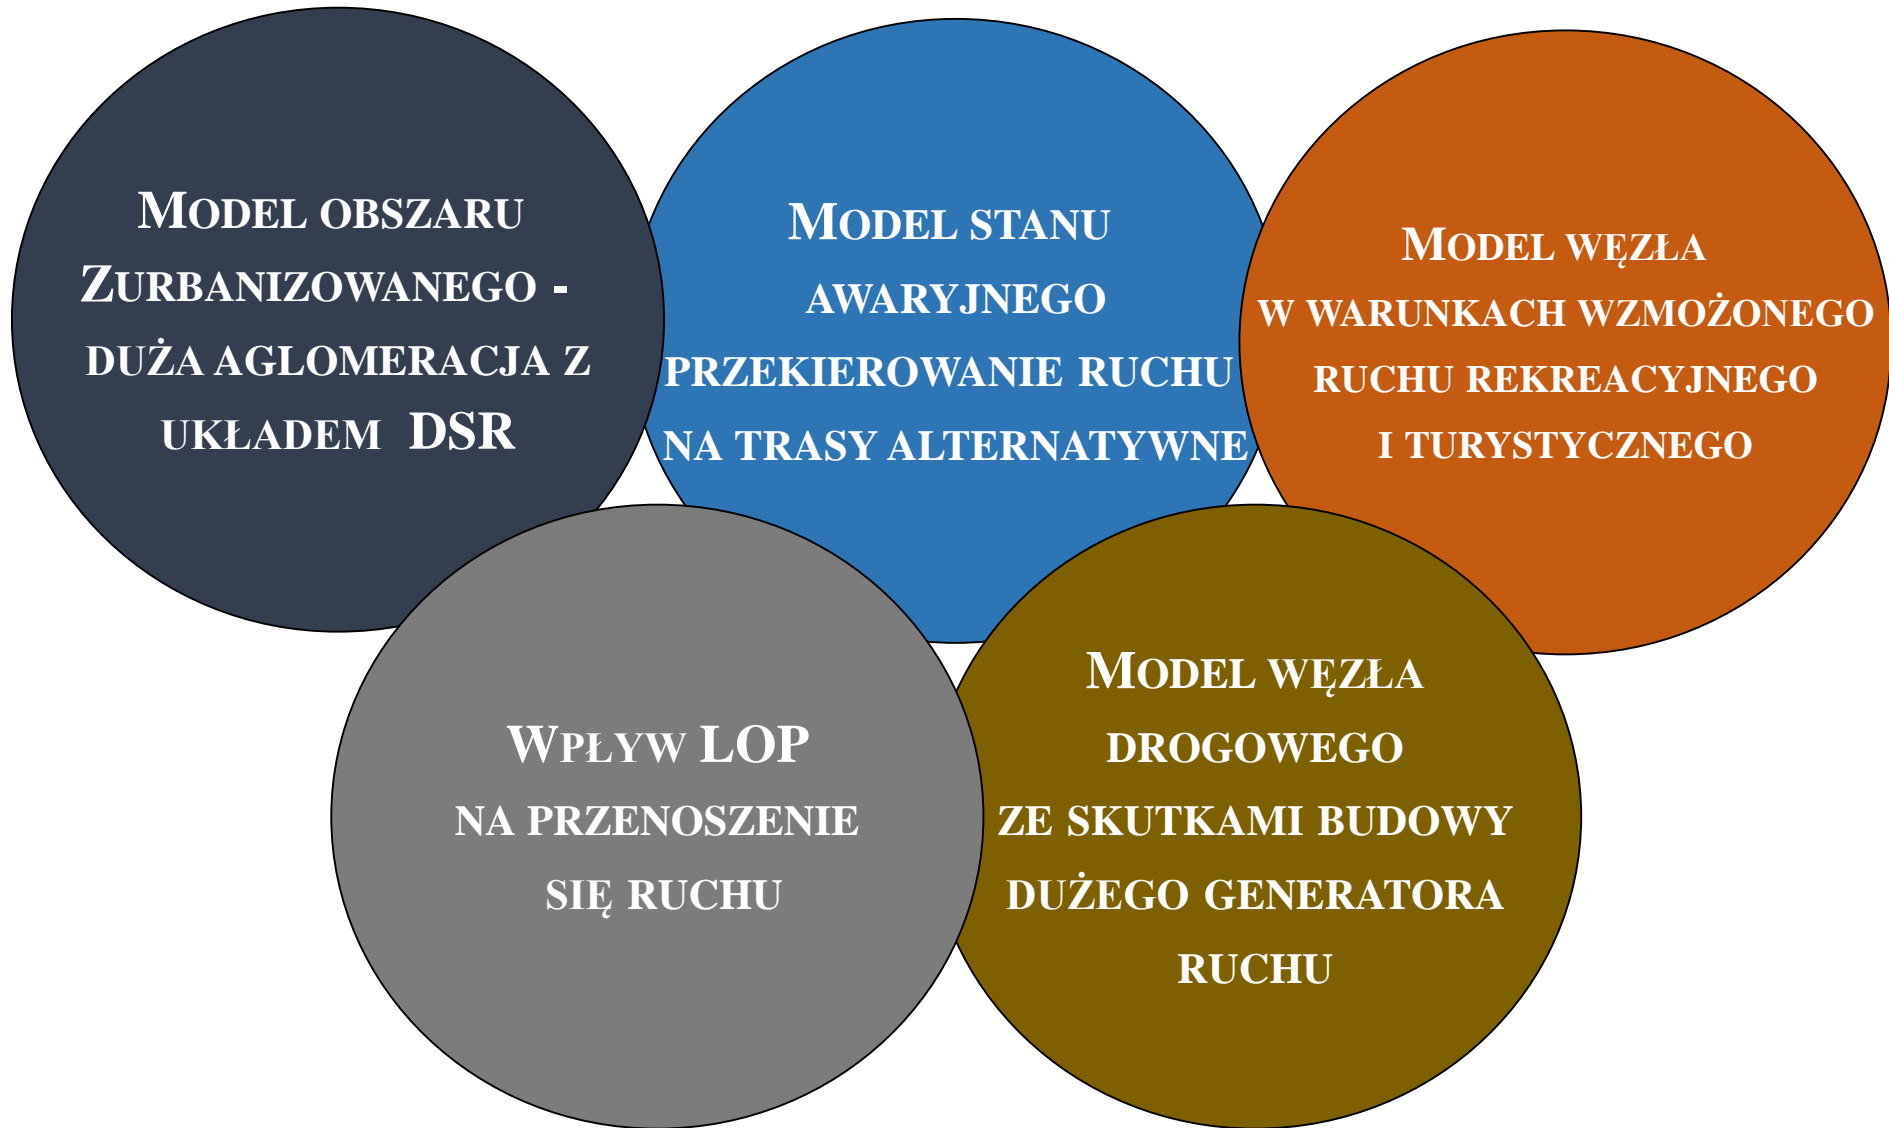 Model obszaru
Zurbanizowanego -
duża aglomeracja z
układem DSR
Model stanu
awaryjnego
przekierowanie ruchu
na trasy alternatywne
Model węzła
w warunkach wzmożonego
ruchu rekreacyjnego
i turystycznego
Wpływ LOP
na przenoszenie
się ruchu
Model węzła
drogowego
ze skutkami budowy
dużego generatora
ruchu